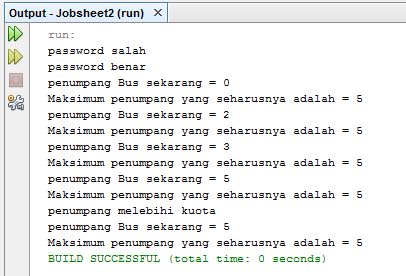 Output - Jobsheet2 (run) ×
run:
password salah
password benar
penumpang Bus sekarang = 0
Maksimum penumpang yang seharusnya adalah = 5
penumpang Bus sekarang = 2
Maksimum penumpang yang seharusnya adalah = 5
penumpang Bus sekarang = 3
Maksimum penumpang yang seharusnya adalah = 5
penumpang Bus sekarang = 5
Maksimum penumpang yang seharusnya adalah = 5
penumpang melebihi kuota
penumpang Bus sekarang = 5
Maksimum penumpang yang seharusnya adalah = 5
BUILD SUCCESSFUL (total time: 0 seconds)